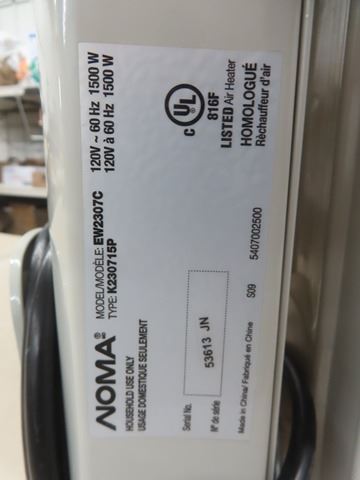 NOMA®
HOUSEHOLD USE ONLY
USAGE DOMESTIQUE SEULEMENT
MODEL/MODÈLE: EW2307C
TYPE: K230715P
120V ~ 60 Hz 1500 W
120V à 60 Hz 1500 W
Serial No.
Nº de série
53613 JN
C UL US
816F
LISTED Air Heater
HOMOLOGUÉ
Rèchauffeur d'air
Made in China/ Fabriqué en Chine
S09
5407002500